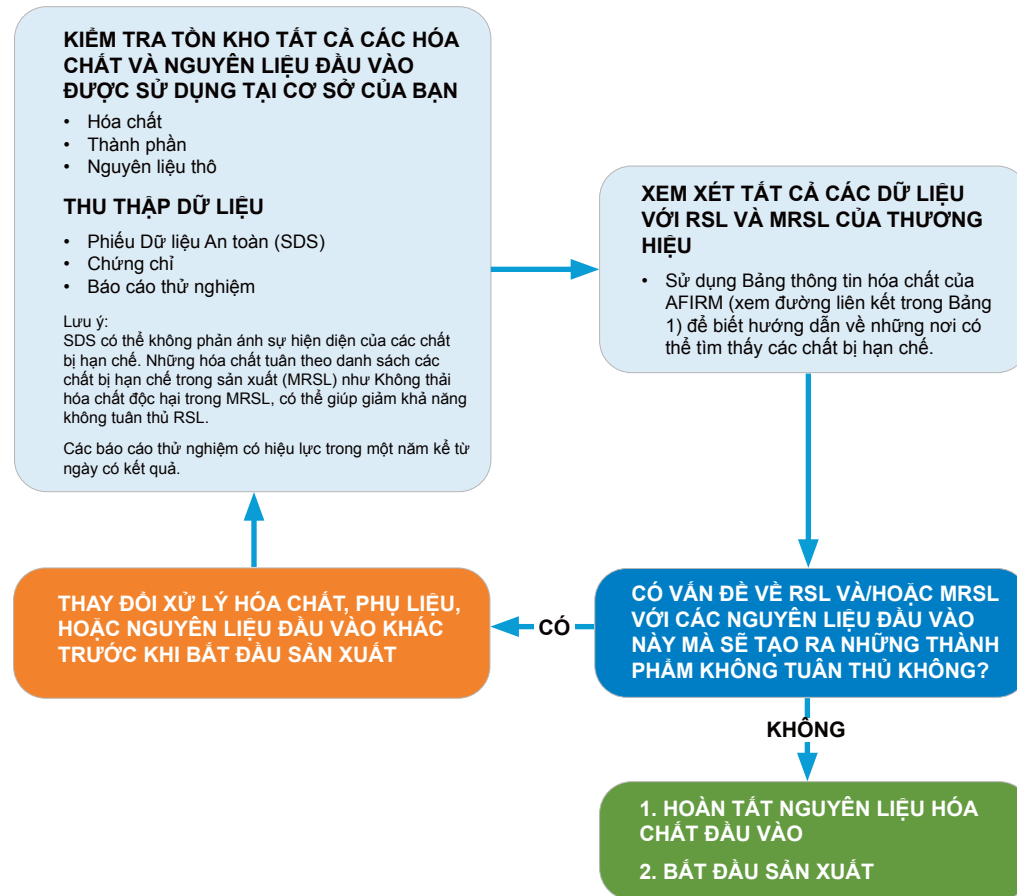 KIỂM TRA TỒN KHO TẤT CẢ CÁC HÓA
CHẤT VÀ NGUYÊN LIỆU ĐẦU VÀO
ĐƯỢC SỬ DỤNG TẠI CƠ SỞ CỦA BẠN
• Hóa chất
• Thành phần
• Nguyên liệu thô
THU THẬP DỮ LIỆU
• Phiếu Dữ liệu An toàn (SDS)
• Chứng chỉ
• Báo cáo thử nghiệm
Lưu ý:
SDS có thể không phản ánh sự hiện diện của các chất
bị hạn chế. Những hóa chất tuân theo danh sách các
chất bị hạn chế trong sản xuất (MRSL) như Không thải
hóa chất độc hại trong MRSL, có thể giúp giảm khả năng
không tuân thủ RSL.
Các báo cáo thử nghiệm có hiệu lực trong một năm kể từ
ngày có kết quả.
XEM XÉT TẤT CẢ CÁC DỮ LIỆU
VỚI RSL VÀ MRSL CỦA THƯƠNG
HIỆU
• Sử dụng Bảng thông tin hóa chất của
AFIRM (xem đường liên kết trong Bảng
1) để biết hướng dẫn về những nơi có
thể tìm thấy các chất bị hạn chế.
CÓ VẤN ĐỀ VỀ RSL VÀ/HOẶC MRSL
VỚI CÁC NGUYÊN LIỆU ĐẦU VÀO
NÀY MÀ SẼ TẠO RA NHỮNG THÀNH
PHẨM KHÔNG TUÂN THỦ KHÔNG?
CÓ
THAY ĐỔI XỬ LÝ HÓA CHẤT, PHỤ LIỆU,
HOẶC NGUYÊN LIỆU ĐẦU VÀO KHÁC
TRƯỚC KHI BẮT ĐẦU SẢN XUẤT
KHÔNG
1. HOÀN TẤT NGUYÊN LIỆU HÓA
CHẤT ĐẦU VÀO
2. BẮT ĐẦU SẢN XUẤT